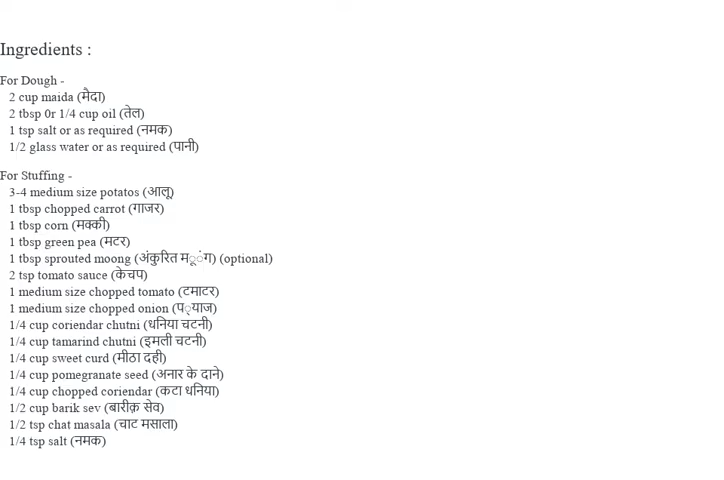 Ingredients :
For Dough -
2 cup maida (मैदा)
2 tbsp 0r 1/4 cup oil (तेल)
1 tsp salt or as required (नमक)
1/2 glass water or as required (पानी)
For Stuffing -
3-4 medium size potatos (आलू)
1 tbsp chopped carrot (गाजर)
1 tbsp corn (मक्की)
1 tbsp green pea (मटर)
1 tbsp sprouted moong (अंकुरित मूंग) (optional)
2 tsp tomato sauce (केचप)
1 medium size chopped tomato (टमाटर)
1 medium size chopped onion (प्याज)
1/4 cup coriendar chutni (धनिया चटनी)
1/4 cup tamarind chutni (इमली चटनी)
1/4 cup sweet curd (मीठा दही)
1/4 cup pomegranate seed (अनार के दाने)
1/4 cup chopped coriendar (कटा धनिया)
1/2 cup barik sev (बारीक़ सेव)
1/2 tsp chat masala (चाट मसाला)
1/4 tsp salt (नमक)